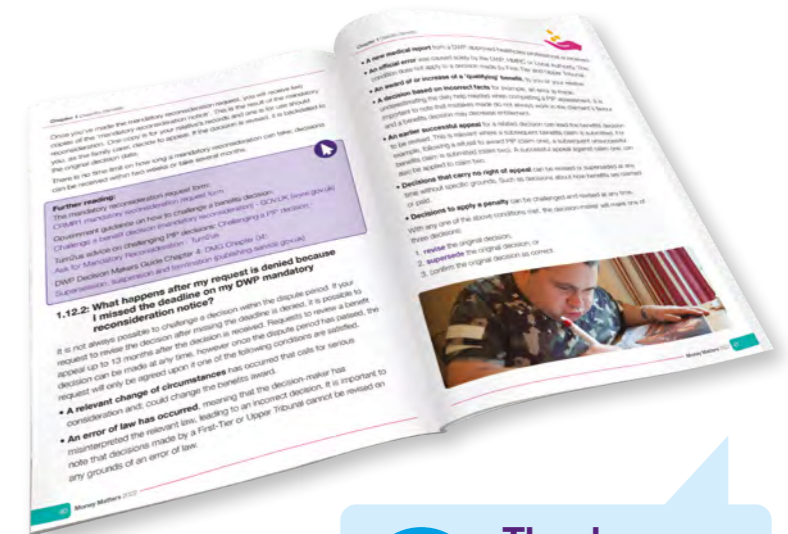 Chapter 1 Disability Benefits
Once you've made the mandatory reconsideration request, you will receive two
copies of the 'mandatory reconsideration notice'. This is the result of the mandatory
reconsideration. One copy is for your relative's records and one is for use should
you, as the family carer, decide to appeal. If the decision is revised, it is backdated to
the original decision date.
There is no time limit on how long a mandatory reconsideration can take; decisions
can be received within two weeks or take several months.
Further reading:
The mandatory reconsideration request form:
CRMR1 mandatory reconsideration request form
Government guidance on how to challenge a benefits decision:
Challenge a benefit decision (mandatory reconsideration) - GOV.UK (www.gov.uk)
Turn2us advice on challenging PIP decisions: Challenging a PIP decision:
Ask for Mandatory Reconsideration - Turn2us
DWP Decision Makers Guide Chapter 4: DMG Chapter 04:
Supersession, suspension and termination (publishing.service.gov.uk)
1.12.2: What happens after my request is denied because
I missed the deadline on my DWP mandatory
reconsideration notice?
It is not always possible to challenge a decision within the dispute period. If your
request to revise the decision after missing the deadline is denied, it is possible to
appeal up to 13 months after the decision is received. Requests to review a benefit
decision can be made at any time, however once the dispute period has passed, the
request will only be agreed upon if one of the following conditions are satisfied.
• A relevant change of circumstances has occurred that calls for serious
consideration and; could change the benefits award.
• An error of law has occurred, meaning that the decision-maker has
misinterpreted the relevant law, leading to an incorrect decision. It is important to
note that decisions made by a First-Tier or Upper Tribunal cannot be revised on
any grounds of an error of law.
40 Money Matters 2022
Chapter 1 Disability Benefits
• A new medical report from a DWP approved healthcare professional is received.
• An official error was caused solely by the DWP, HMRC or Local Authority. This
condition does not apply to a decision made by First-Tier and Upper Tribunal.
• An award of or increase of a 'qualifying' benefit, to you or your relative.
• A decision based on incorrect facts for example, an error is made
underestimating the daily help needed when completing a PIP assessment. It is
important to note that mistakes made do not always work in the claimant's favour
and a benefits decision may decrease entitlement.
• An earlier successful appeal for a related decision can lead the benefits decision
to be revised. This is relevant where a subsequent benefits claim is submitted. For
example, following a refusal to award PIP (claim one), a subsequent unsuccessful
benefits claim is submitted (claim two). A successful appeal against claim one can
also be applied to claim two.
• Decisions that carry no right of appeal can be revised or superseded at any
time without specific grounds. Such as decisions about how benefits are claimed
or paid.
• Decisions to apply a penalty can be challenged and revised at any time.
With any one of the above conditions met, the decision-maker will make one of
three decisions:
1. revise the original decision;
2. supersede the original decision; or
3. confirm the original decision as correct.
Money Matters